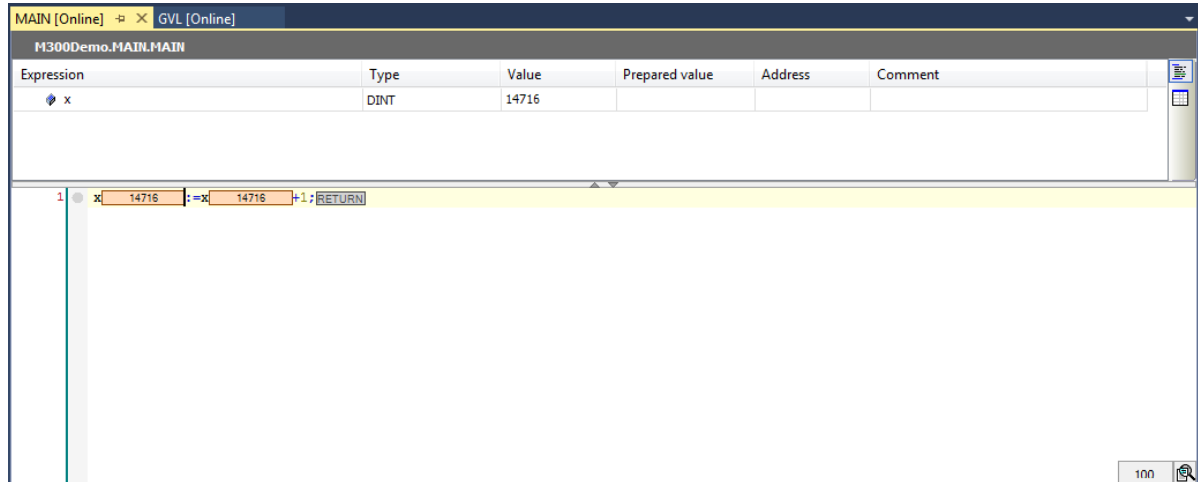 MAIN [Online] GVL [Online]
M300Demo.MAIN.MAIN
Expression Type Value Prepared value Address Comment
x DINT 14716
1 x 14716 :=x 14716 +1; RETURN
100